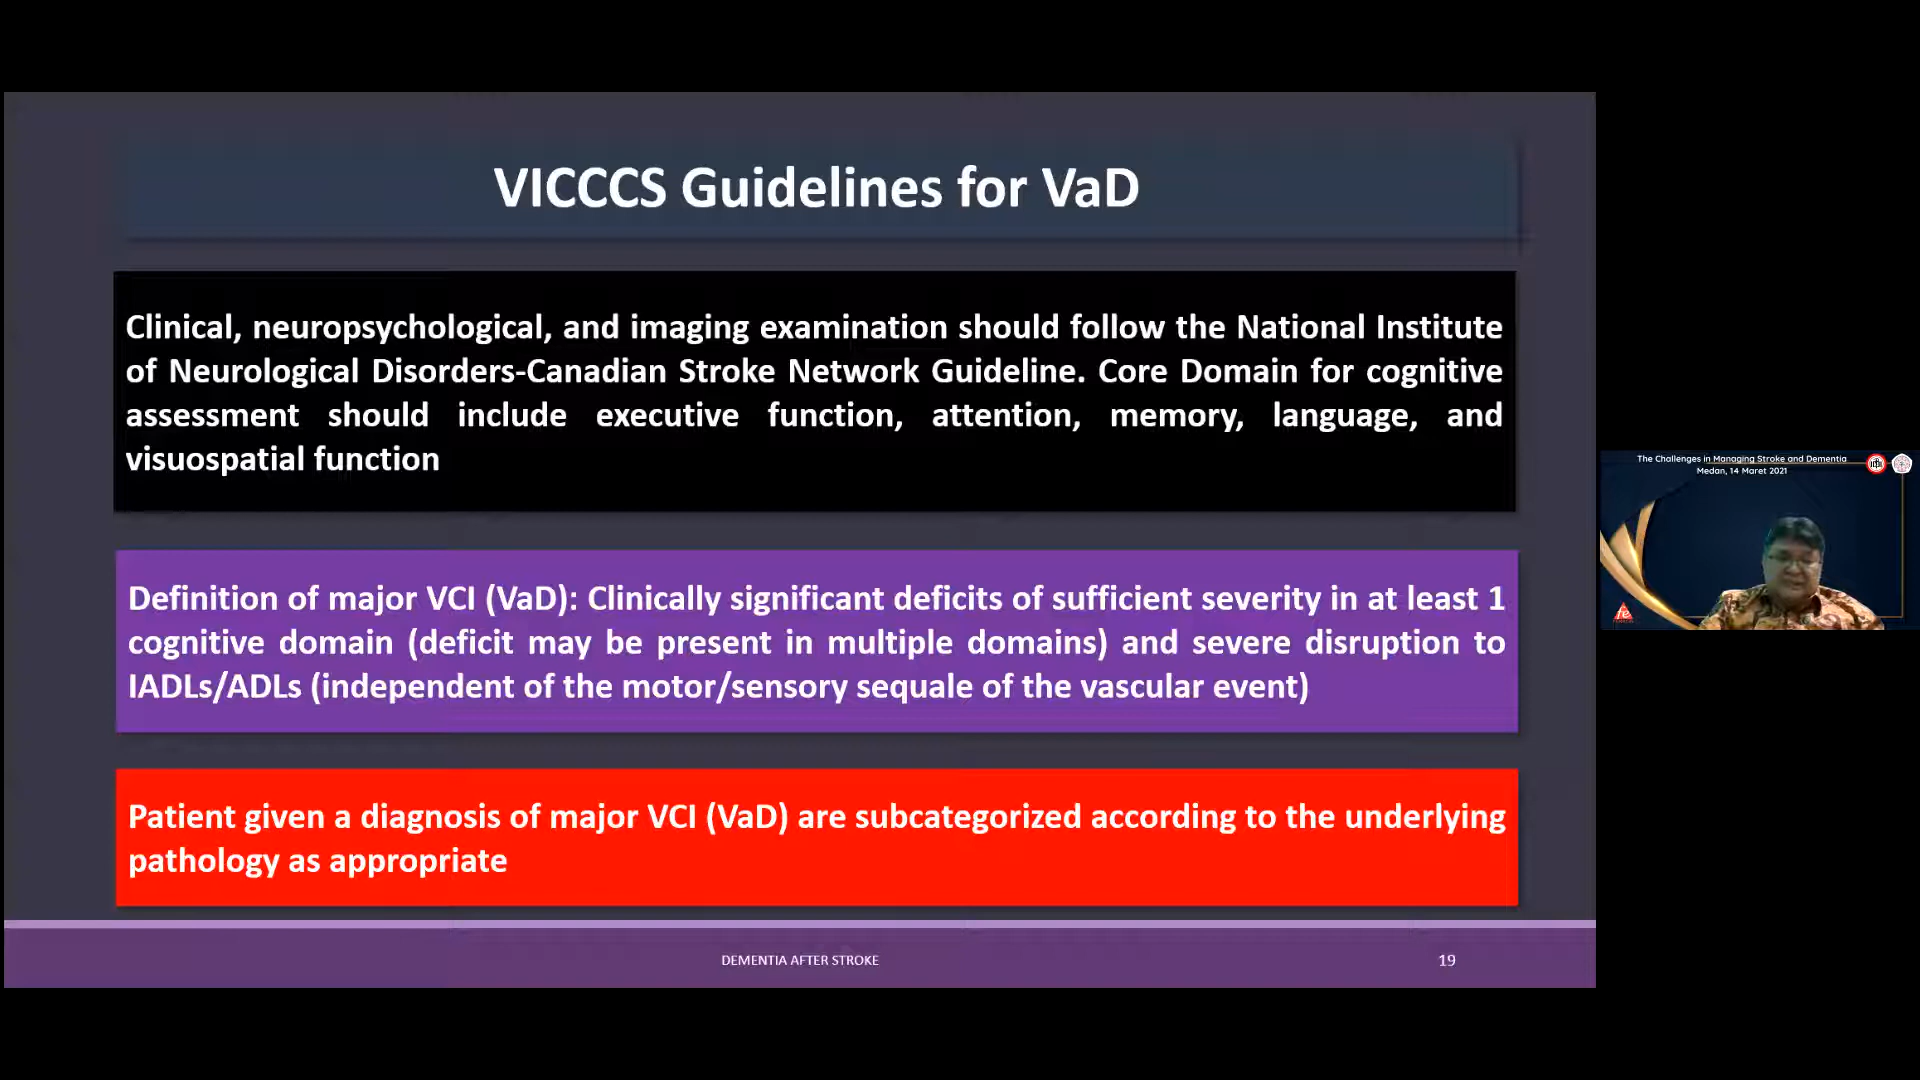 VICCCS Guidelines for VaD
Clinical, neuropsychological, and imaging examination should follow the National Institute
of Neurological Disorders-Canadian Stroke Network Guideline. Core Domain for cognitive
assessment should include executive function, attention, memory, language, and
visuospatial function
Definition of major VCI (VaD): Clinically significant deficits of sufficient severity in at least 1
cognitive domain (deficit may be present in multiple domains) and severe disruption to
IADLs/ADLs (independent of the motor/sensory sequale of the vascular event)
Patient given a diagnosis of major VCI (VaD) are subcategorized according to the underlying
pathology as appropriate
DEMENTIA AFTER STROKE
19
The Challenges in Managing Stroke and Dementia
Medan, 14 Maret 2021